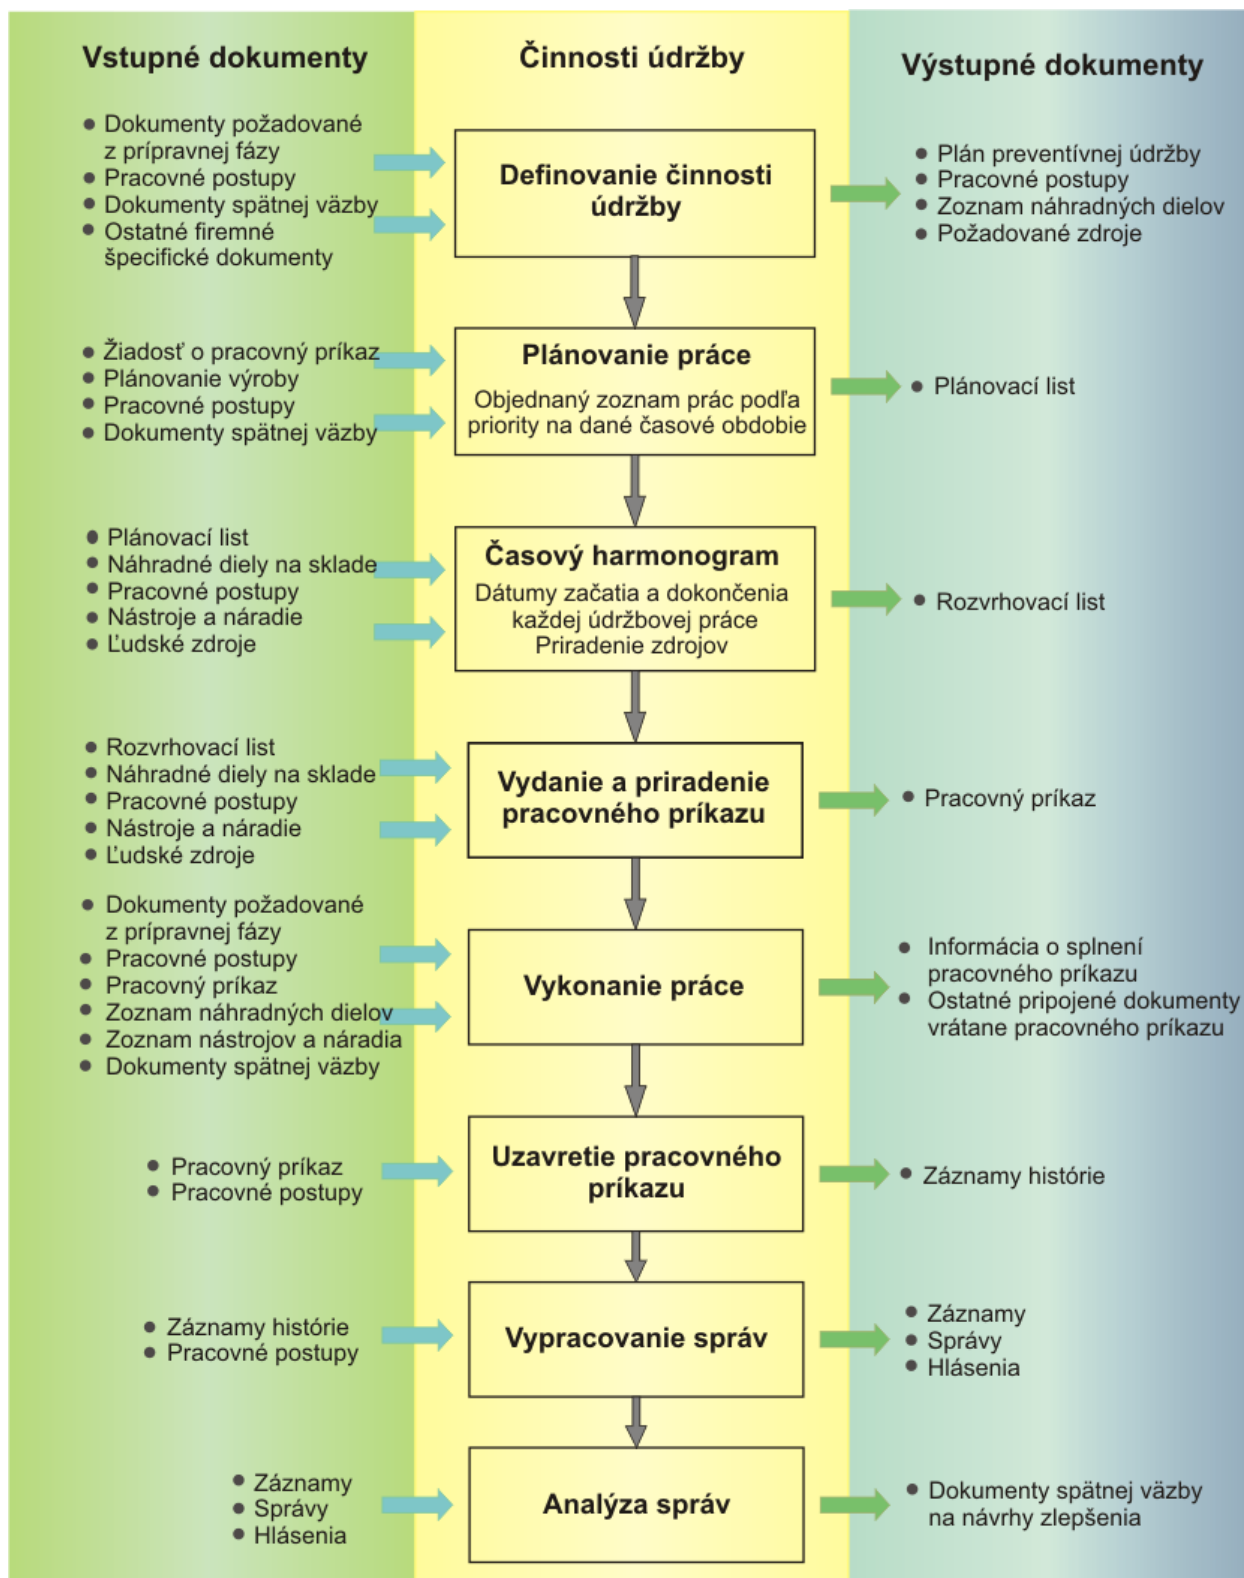 Vstupné dokumenty
Činnosti údržby
Výstupné dokumenty
• Dokumenty požadované
z prípravnej fázy
• Pracovné postupy
• Dokumenty spätnej väzby
• Ostatné firemné
špecifické dokumenty
Definovanie činnosti
údržby
• Plán preventívnej údržby
• Pracovné postupy
• Zoznam náhradných dielov
• Požadované zdroje
• Žiadosť o pracovný príkaz
• Plánovanie výroby
• Pracovné postupy
• Dokumenty spätnej väzby
Plánovanie práce
Objednaný zoznam prác podľa
priority na dané časové obdobie
• Plánovací list
• Plánovací list
• Náhradné diely na sklade
• Pracovné postupy
• Nástroje a náradie
• Ľudské zdroje
Časový harmonogram
Dátumy začatia a dokončenia
každej údržbovej práce
Priradenie zdrojov
• Rozvrhovací list
• Rozvrhovací list
• Náhradné diely na sklade
• Pracovné postupy
• Nástroje a náradie
• Ľudské zdroje
Vydanie a priradenie
pracovného príkazu
• Pracovný príkaz
• Dokumenty požadované
z prípravnej fázy
• Pracovné postupy
• Pracovný príkaz
• Zoznam náhradných dielov
• Zoznam nástrojov a náradia
• Dokumenty spätnej väzby
Vykonanie práce
• Informácia o splnení
pracovného príkazu
• Ostatné pripojené dokumenty
vrátane pracovného príkazu
• Pracovný príkaz
• Pracovné postupy
Uzavretie pracovného
príkazu
• Záznamy histórie
• Záznamy histórie
• Pracovné postupy
Vypracovanie správ
• Záznamy
• Správy
• Hlásenia
• Záznamy
• Správy
• Hlásenia
Analýza správ
• Dokumenty spätnej väzby
na návrhy zlepšenia